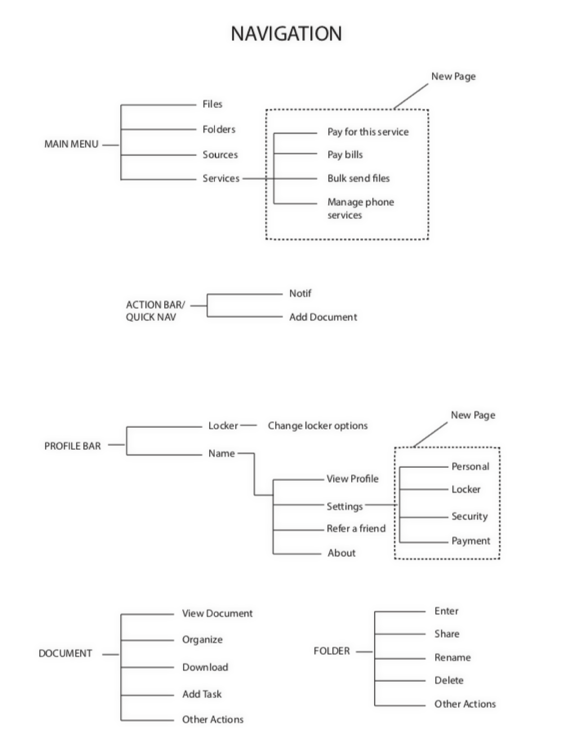 NAVIGATION
New Page
Files
Folders
MAIN MENU
Sources
Services
Pay for this service
Pay bills
Bulk send files
Manage phone
services
ACTION BAR/
QUICK NAV
Notif
Add Document
New Page
PROFILE BAR
Locker
Change locker options
Name
View Profile
Settings
Refer a friend
About
Personal
Locker
Security
Payment
DOCUMENT
View Document
Organize
Download
Add Task
Other Actions
FOLDER
Enter
Share
Rename
Delete
Other Actions